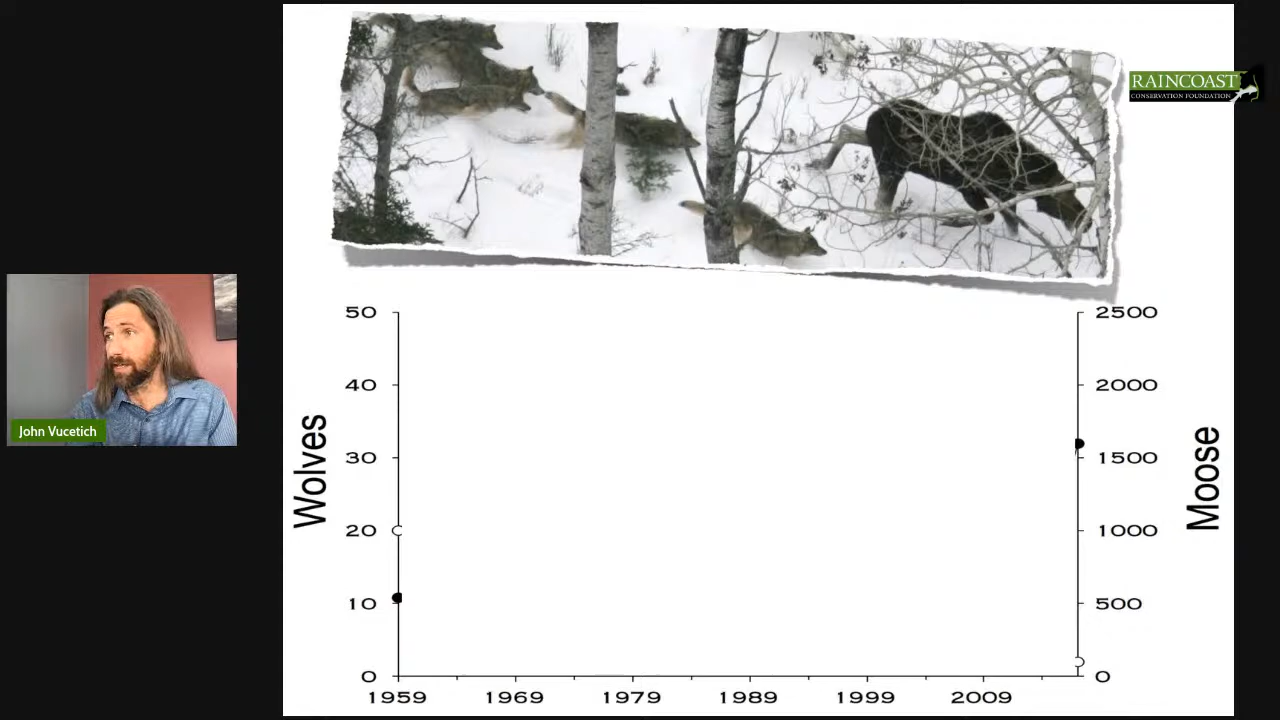 RAINCOAST
CONSERVATION FOUNDATION
John Vucetich
Wolves
50
40
30
20
10
0
1959 1969 1979 1989 1999 2009
2500
2000
1500
1000
500
0
Moose